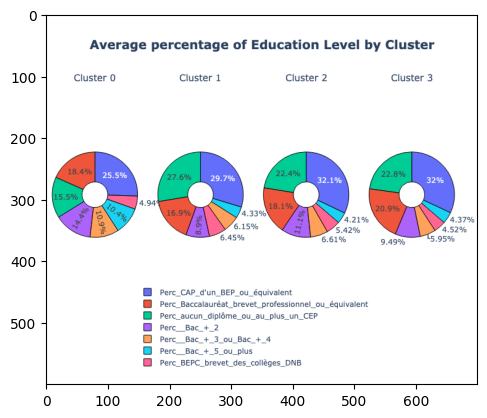 Average percentage of Education Level by Cluster
Cluster 0 Cluster 1 Cluster 2 Cluster 3
18.4% 25.5% 15.5% 14.4% 10.9% 10.4% 4.94%
27.6% 29.7% 16.9% 8.9% 4.33% 6.15% 6.45%
22.4% 32.1% 18.1% 11.1% 4.21% 5.42% 6.61%
22.8% 32% 20.9% 9.49% 4.37% 4.52% 5.95%
Perc_CAP_d'un_BEP_ou_équivalent
Perc_Baccalauréat_brevet_professionnel_ou_équivalent
Perc_aucun_diplôme_ou_au_plus_un_CEP
Perc__Bac_+_2
Perc__Bac_+_3_ou_Bac_+_4
Perc__Bac_+_5_ou_plus
Perc_BEPC_brevet_des_collèges_DNB
0
100
200
300
400
500
0 100 200 300 400 500 600